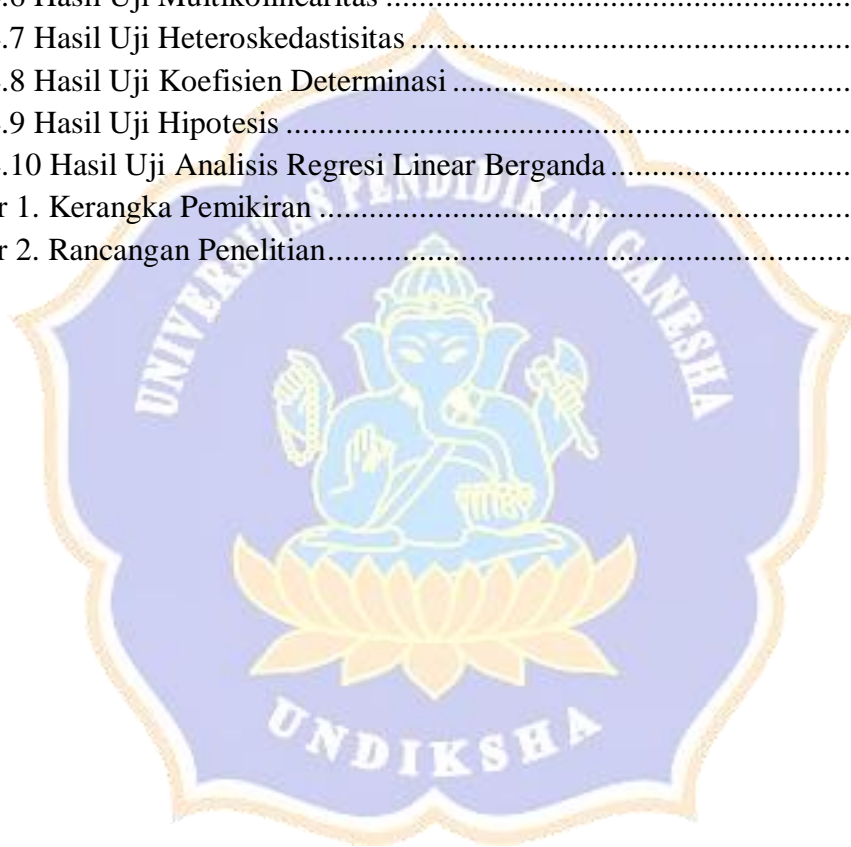 .6 Hasil Uji Multikolinearitas
.7 Hasil Uji Heteroskedastisitas
.8 Hasil Uji Koefisien Determinasi
.9 Hasil Uji Hipotesis
.10 Hasil Uji Analisis Regresi Linear Berganda
r 1. Kerangka Pemikiran
r 2. Rancangan Penelitian
UNIVERSITAS PENDIDIKAN GANESHA
UNDIKSHA